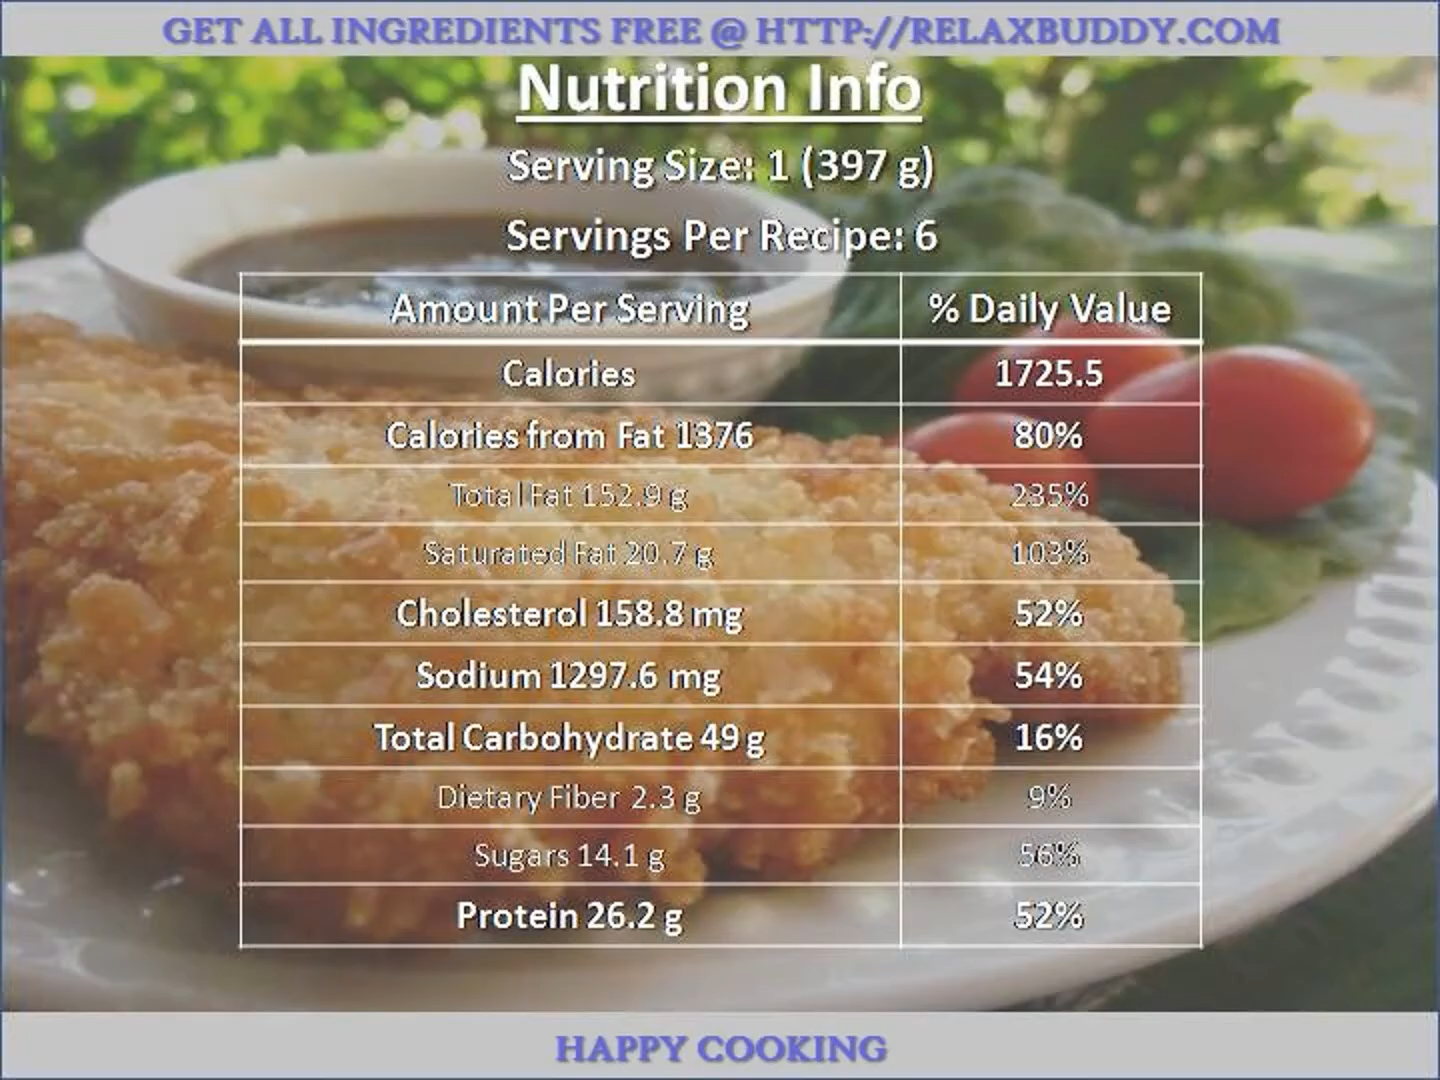 GET ALL INGREDIENTS FREE @ HTTP://RELAXBUDDY.COM
Nutrition Info
Serving Size: 1 (397 g)
Servings Per Recipe: 6
Amount Per Serving % Daily Value
Calories 1725.5
Calories from Fat 1376 80%
Total Fat 152.9 g 235%
Saturated Fat 20.7 g 103%
Cholesterol 158.8 mg 52%
Sodium 1297.6 mg 54%
Total Carbohydrate 49 g 16%
Dietary Fiber 2.3 g 9%
Sugars 14.1 g 56%
Protein 26.2 g 52%
HAPPY COOKING